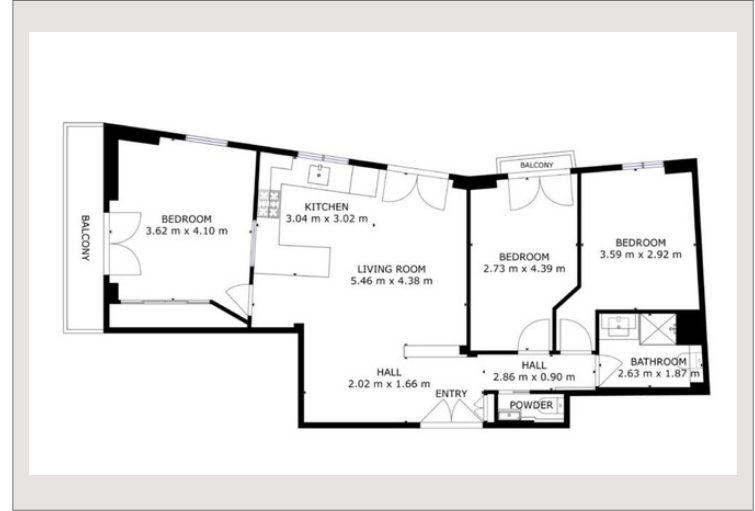 BALCONY
BEDROOM
3.62 m x 4.10 m
KITCHEN
3.04 m x 3.02 m
LIVING ROOM
5.46 m x 4.38 m
BALCONY
BEDROOM
2.73 m x 4.39 m
BEDROOM
3.59 m x 2.92 m
HALL
2.02 m x 1.66 m
ENTRY
HALL
2.86 m x 0.90 m
POWDER
BATHROOM
2.63 m x 1.87 m